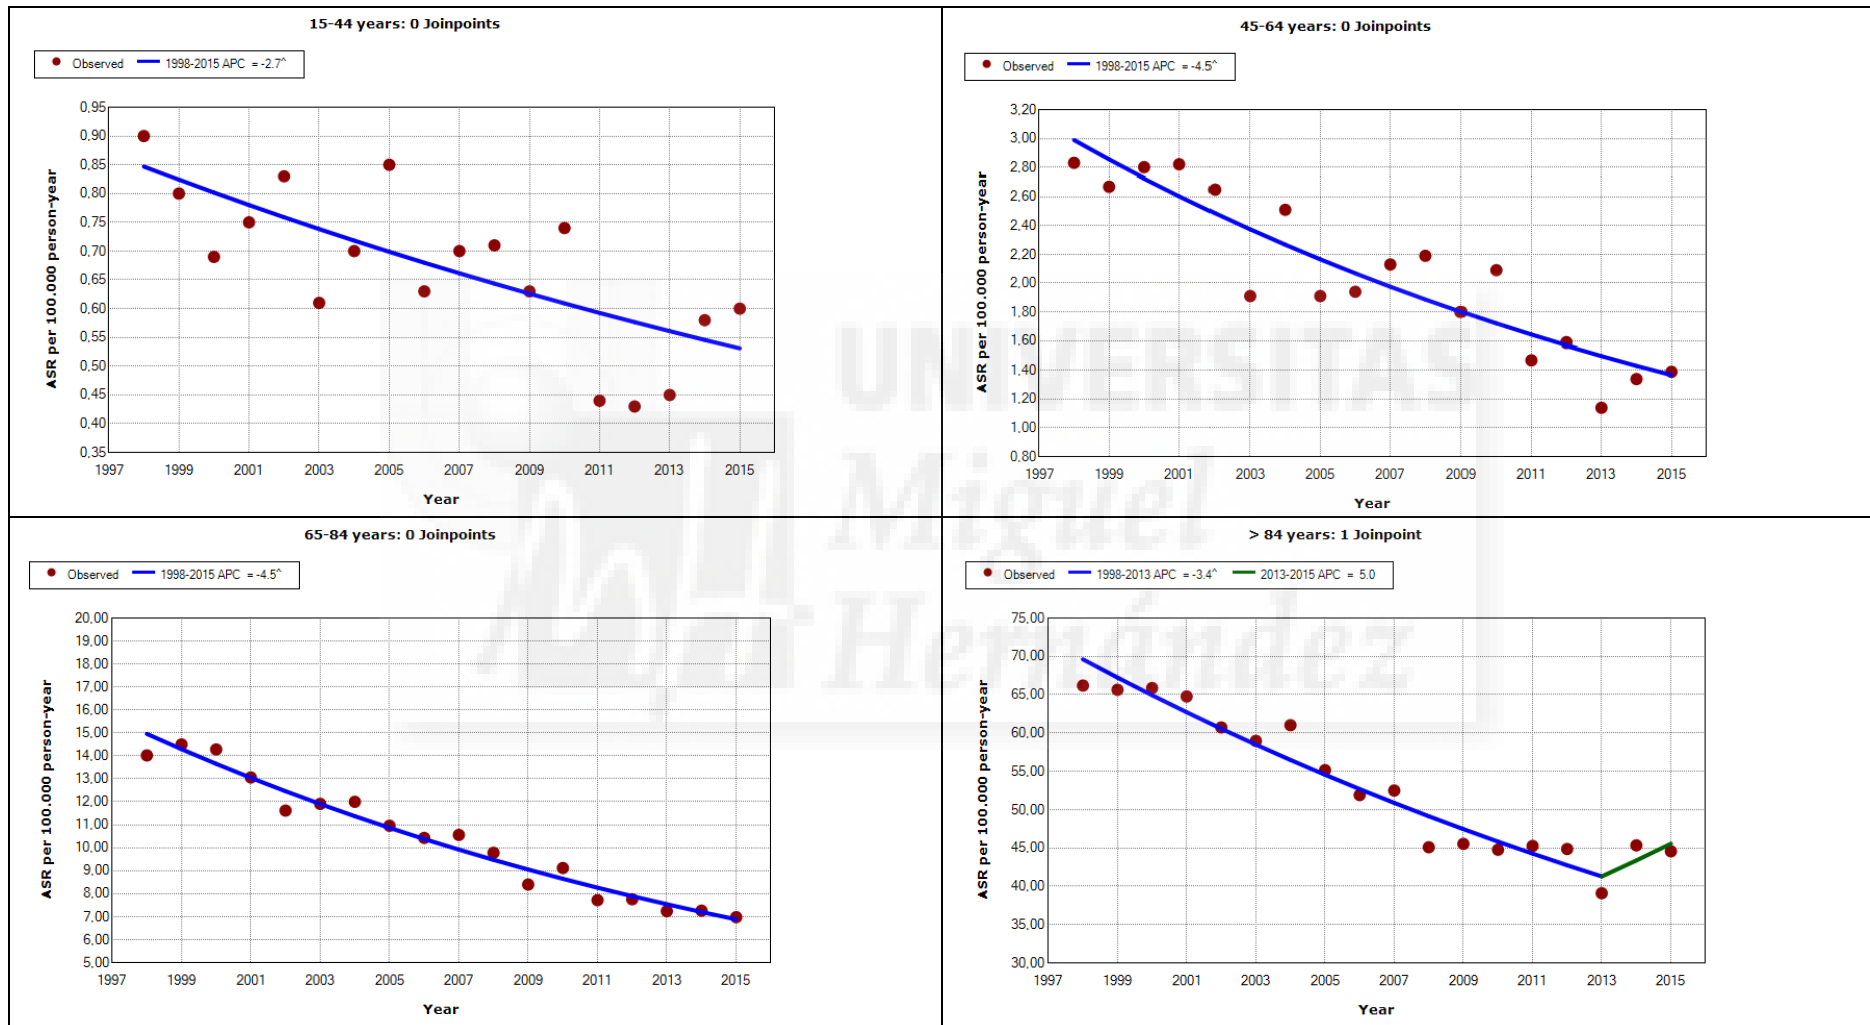 15-44 years: 0 Joinpoints
Observed 1998-2015 APC = -2.7^
ASR per 100.000 person-year
0,95
0,90
0,85
0,80
0,75
0,70
0,65
0,60
0,55
0,50
0,45
0,40
0,35
1997 1999 2001 2003 2005 2007 2009 2011 2013 2015
Year
45-64 years: 0 Joinpoints
Observed 1998-2015 APC = -4.5^
ASR per 100.000 person-year
3,20
3,00
2,80
2,60
2,40
2,20
2,00
1,80
1,60
1,40
1,20
1,00
0,80
1997 1999 2001 2003 2005 2007 2009 2011 2013 2015
Year
65-84 years: 0 Joinpoints
Observed 1998-2015 APC = -4.5^
ASR per 100.000 person-year
20,00
19,00
18,00
17,00
16,00
15,00
14,00
13,00
12,00
11,00
10,00
9,00
8,00
7,00
6,00
5,00
1997 1999 2001 2003 2005 2007 2009 2011 2013 2015
Year
> 84 years: 1 Joinpoint
Observed 1998-2013 APC = -3.4^ 2013-2015 APC = 5.0
ASR per 100.000 person-year
75,00
70,00
65,00
60,00
55,00
50,00
45,00
40,00
35,00
30,00
1997 1999 2001 2003 2005 2007 2009 2011 2013 2015
Year
UNIVERSITAS
Miguel
Hernández